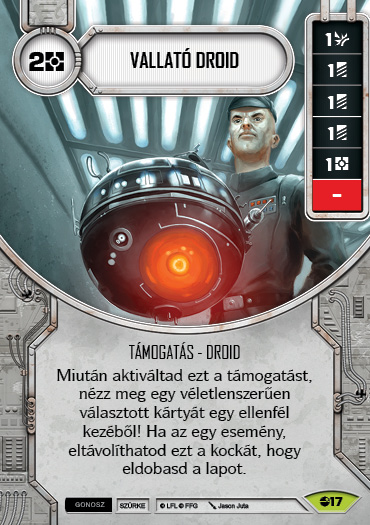 2
VALLATÓ DROID
1
1
1
1
1
-
TÁMOGATÁS - DROID
Miután aktiváltad ezt a támogatást,
nézz meg egy véletlenszerűen
választott kártyát egy ellenfél
kezéből! Ha az egy esemény,
eltávolíthatod ezt a kockát, hogy
eldobasd a lapot.
GONOSZ SZÜRKE © LFL © FFG Jason Juta 17